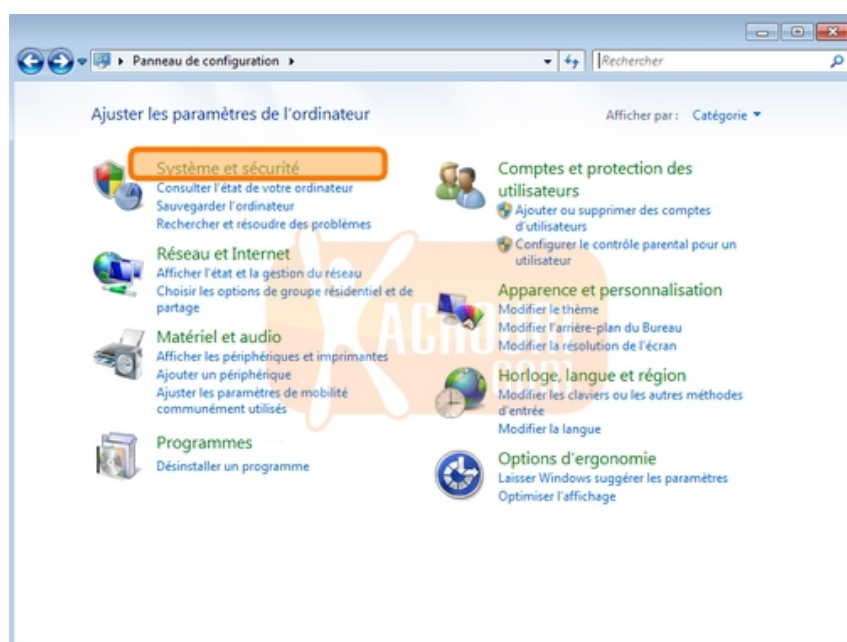 Panneau de configuration
Rechercher
Ajuster les paramètres de l'ordinateur
Afficher par : Catégorie
Système et sécurité
Consulter l'état de votre ordinateur
Sauvegarder l'ordinateur
Rechercher et résoudre des problèmes
Réseau et Internet
Afficher l'état et la gestion du réseau
Choisir les options de groupe résidentiel et de
partage
Matériel et audio
Afficher les périphériques et imprimantes
Ajouter un périphérique
Ajuster les paramètres de mobilité
communément utilisés
Programmes
Désinstaller un programme
Comptes et protection des
utilisateurs
Ajouter ou supprimer des comptes
d'utilisateurs
Configurer le contrôle parental pour un
utilisateur
Apparence et personnalisation
Modifier le thème
Modifier l'arrière-plan du Bureau
Modifier la résolution de l'écran
Horloge, langue et région
Modifier les claviers ou les autres méthodes
d'entrée
Modifier la langue
Options d'ergonomie
Laisser Windows suggérer les paramètres
Optimiser l'affichage